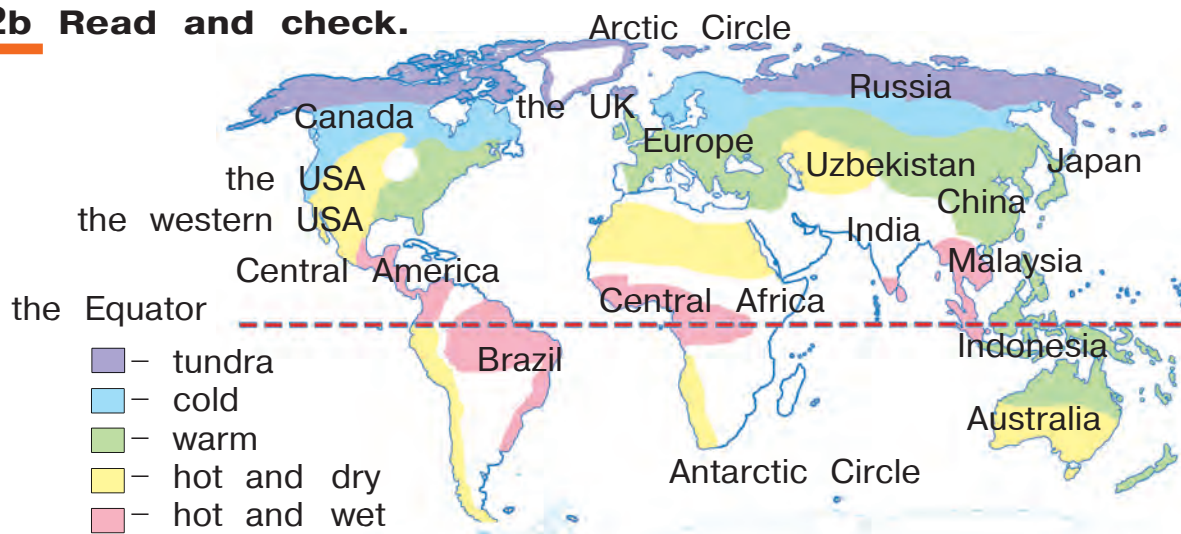 2b Read and check.
Arctic Circle
Russia
Canada
the UK
Europe
Uzbekistan
Japan
the USA
China
the western USA
India
Central America
Malaysia
the Equator
Central Africa
Indonesia
Brazil
– tundra
– cold
– warm
Australia
– hot and dry
Antarctic Circle
– hot and wet